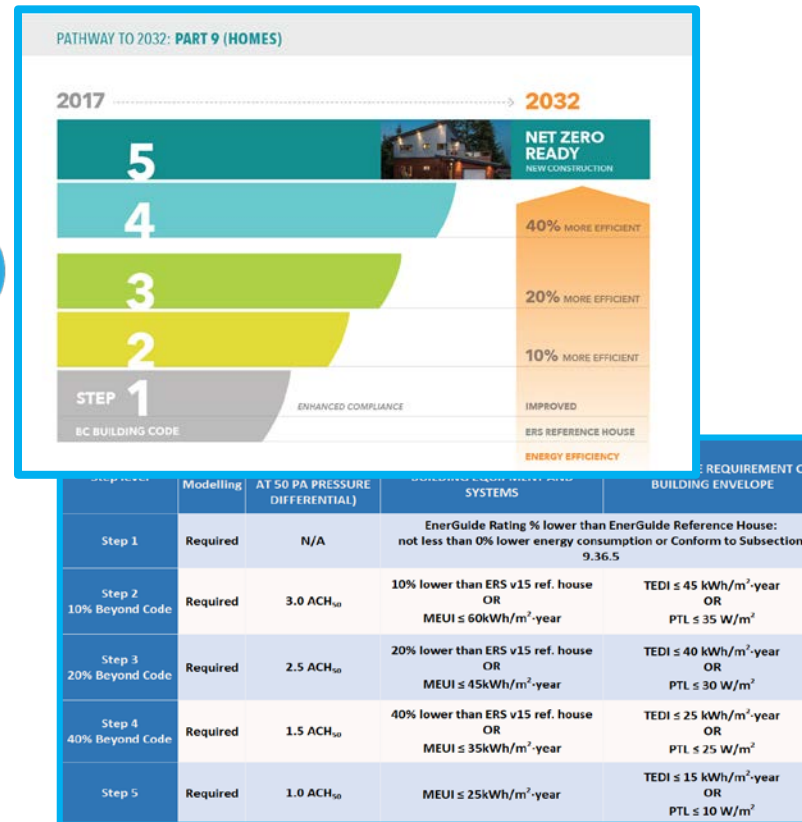 PATHWAY TO 2032: PART 9 (HOMES)
2017
2032
5
NET ZERO
READY
NEW CONSTRUCTION
4
40% MORE EFFICIENT
3
20% MORE EFFICIENT
2
10% MORE EFFICIENT
STEP 1
ENHANCED COMPLIANCE
IMPROVED
BC BUILDING CODE
ERS REFERENCE HOUSE
ENERGY EFFICIENCY
Modelling
AT 50 PA PRESSURE
DIFFERENTIAL)
SYSTEMS
REQUIREMENT
BUILDING ENVELOPE
Step 1
Required
N/A
EnerGuide Rating % lower than EnerGuide Reference House:
not less than 0% lower energy consumption or Conform to Subsection
9.36.5
Step 2
10% Beyond Code
Required
3.0 ACH₅₀
10% lower than ERS v15 ref. house
OR
MEUI ≤ 60kWh/m²·year
TEDI ≤ 45 kWh/m²·year
OR
PTL ≤ 35 W/m²
Step 3
20% Beyond Code
Required
2.5 ACH₅₀
20% lower than ERS v15 ref. house
OR
MEUI ≤ 45kWh/m²·year
TEDI ≤ 40 kWh/m²·year
OR
PTL ≤ 30 W/m²
Step 4
40% Beyond Code
Required
1.5 ACH₅₀
40% lower than ERS v15 ref. house
OR
MEUI ≤ 35kWh/m²·year
TEDI ≤ 25 kWh/m²·year
OR
PTL ≤ 25 W/m²
Step 5
Required
1.0 ACH₅₀
MEUI ≤ 25kWh/m²·year
TEDI ≤ 15 kWh/m²·year
OR
PTL ≤ 10 W/m²